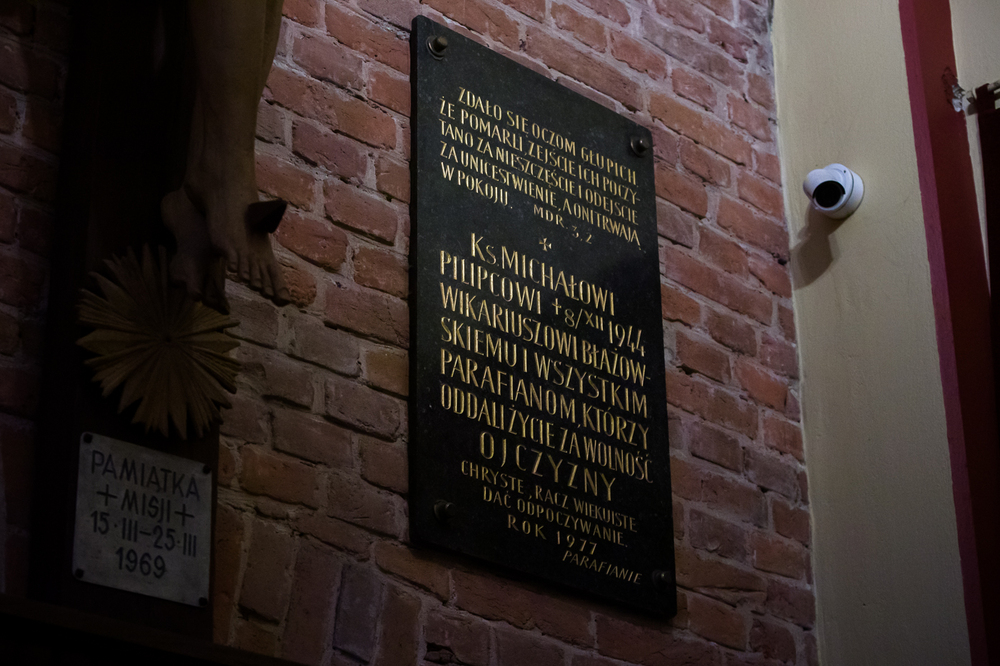 ZDAŁO SIĘ OCZOM GŁUPICH
ŻE POMARLI, ZEJŚCIE ICH POCZY-
TANO ZA NIESZCZĘŚCIE I ODEJŚCIE
ZA UNICESTWIENIE, A ONI TRWAJĄ
W POKOJU. MDR. 3,2
Ks. MICHAŁOWI
PILIPCOWI + 8/XII 1944
WIKARIUSZOWI BŁAŻOW-
SKIEMU I WSZYSTKIM
PARAFIANOM, KTÓRZY
ODDALI ŻYCIE ZA WOLNOŚĆ
OJCZYZNY
CHRYSTE, RACZ WIEKUISTE
DAĆ ODPOCZYWANIE.
ROK 1977
PARAFIANIE
PAMIĄTKA
+ MISJI +
15·III–25·III
1969